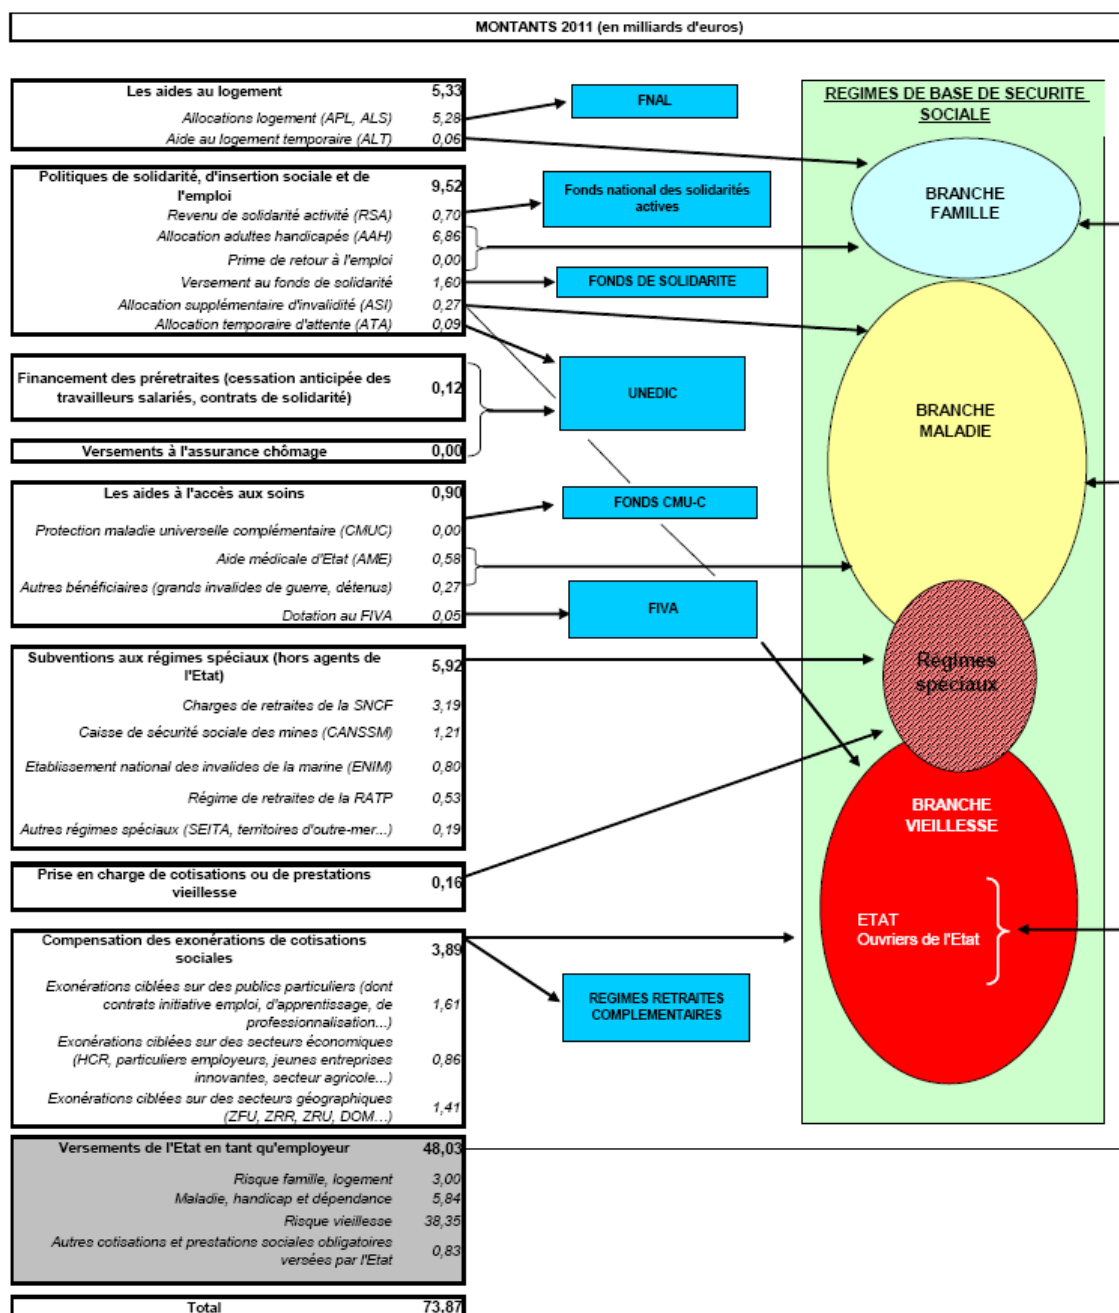 MONTANTS 2011 (en milliards d'euros)
Les aides au logement 5,33
Allocations logement (APL, ALS) 5,28
Aide au logement temporaire (ALT) 0,06
FNAL
REGIMES DE BASE DE SECURITE
SOCIALE
BRANCHE
FAMILLE
Politiques de solidarité, d'insertion sociale et de
l'emploi 9,52
Revenu de solidarité activité (RSA) 0,70
Allocation adultes handicapés (AAH) 6,86
Prime de retour à l'emploi 0,00
Versement au fonds de solidarité 1,60
Allocation supplémentaire d'invalidité (ASI) 0,27
Allocation temporaire d'attente (ATA) 0,09
Fonds national des solidarités
actives
FONDS DE SOLIDARITE
Financement des préretraites (cessation anticipée des
travailleurs salariés, contrats de solidarité) 0,12
UNEDIC
BRANCHE
MALADIE
Versements à l'assurance chômage 0,00
Les aides à l'accès aux soins 0,90
Protection maladie universelle complémentaire (CMUC) 0,00
Aide médicale d'Etat (AME) 0,58
Autres bénéficiaires (grands invalides de guerre, détenus) 0,27
Dotation au FIVA 0,05
FONDS CMU-C
FIVA
Subventions aux régimes spéciaux (hors agents de
l'Etat) 5,92
Charges de retraites de la SNCF 3,19
Caisse de sécurité sociale des mines (CANSSM) 1,21
Etablissement national des invalides de la marine (ENIM) 0,80
Régime de retraites de la RATP 0,53
Autres régimes spéciaux (SEITA, territoires d'outre-mer...) 0,19
Régimes
spéciaux
Prise en charge de cotisations ou de prestations
vieillesse 0,16
BRANCHE
VIEILLESSE
ETAT
Ouvriers de l'Etat
Compensation des exonérations de cotisations
sociales 3,89
Exonérations ciblées sur des publics particuliers (dont
contrats initiative emploi, d'apprentissage, de
professionnalisation...) 1,61
Exonérations ciblées sur des secteurs économiques
(HCR, particuliers employeurs, jeunes entreprises
innovantes, secteur agricole...) 0,86
Exonérations ciblées sur des secteurs géographiques
(ZFU, ZRR, ZRU, DOM...) 1,41
REGIMES RETRAITES
COMPLEMENTAIRES
Versements de l'Etat en tant qu'employeur 48,03
Risque famille, logement 3,00
Maladie, handicap et dépendance 5,84
Risque vieillesse 38,35
Autres cotisations et prestations sociales obligatoires
versées par l'Etat 0,83
Total 73,87